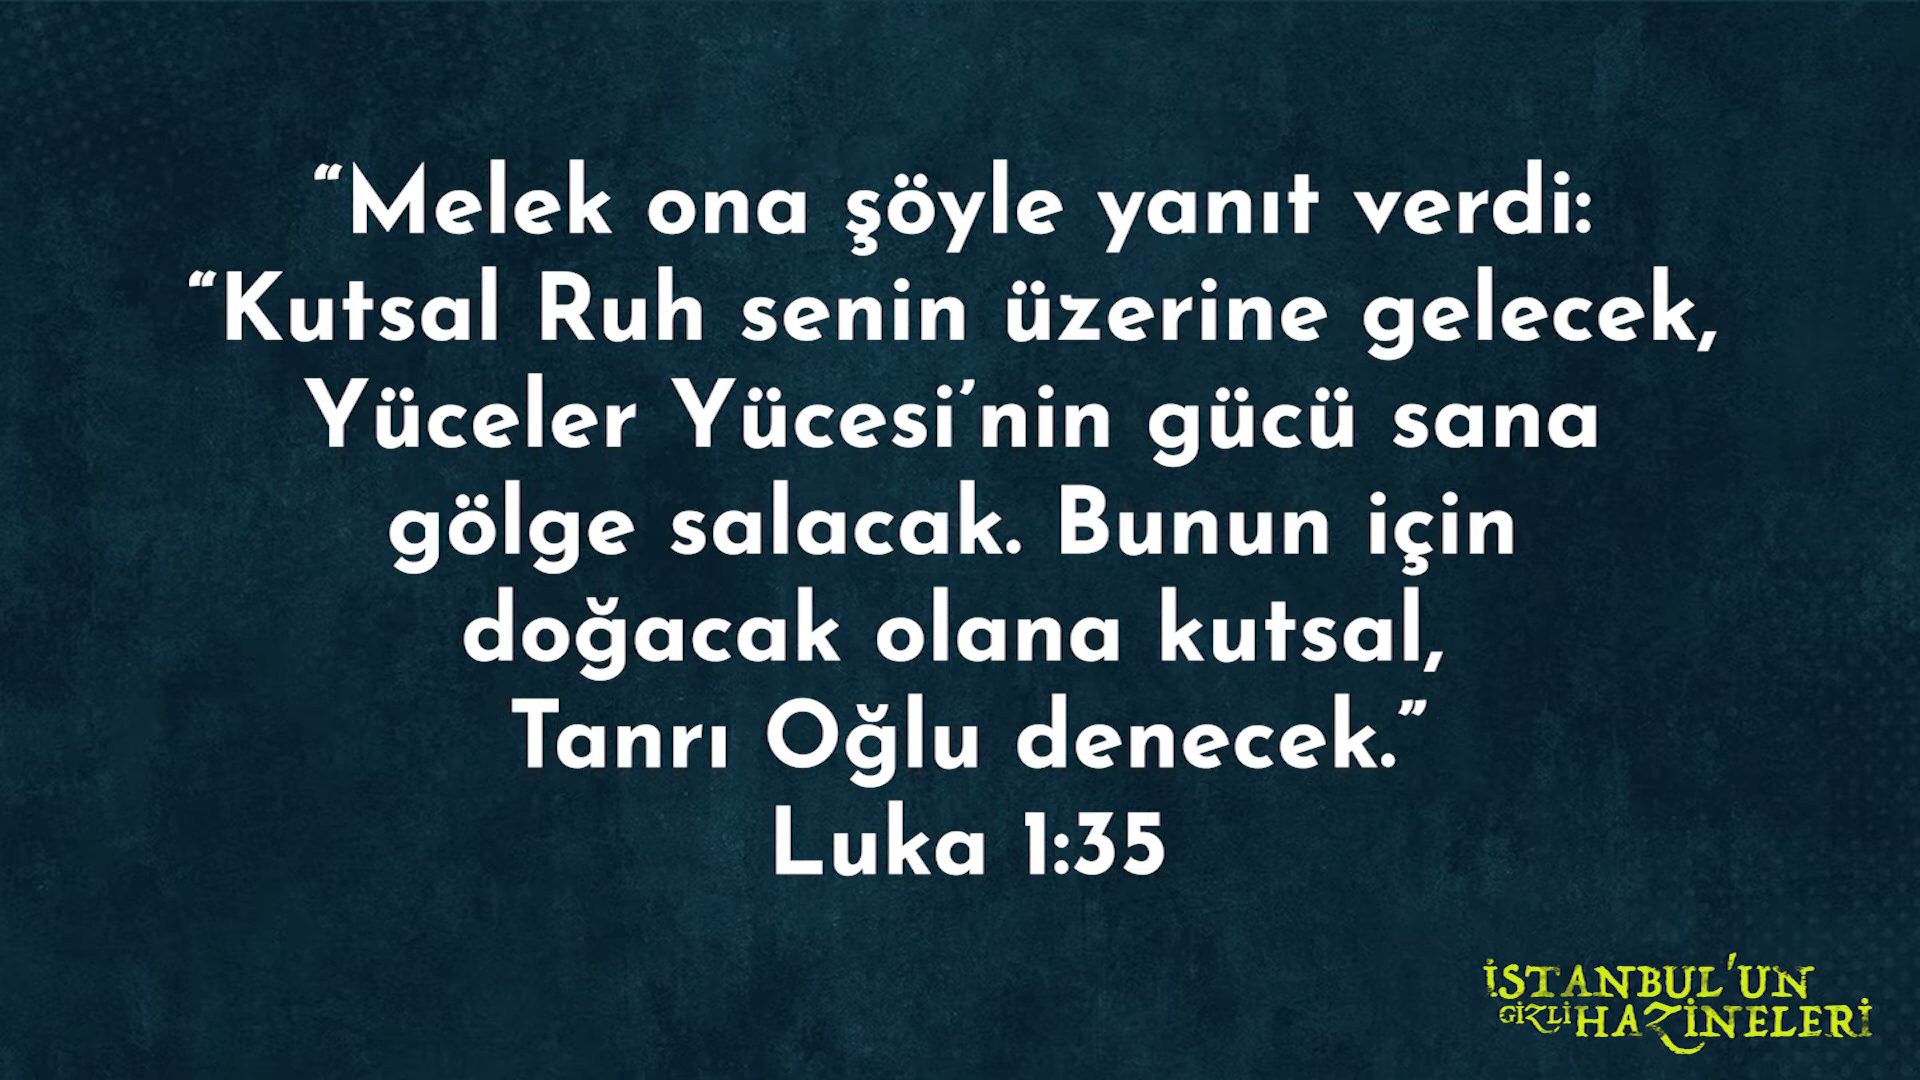 “Melek ona şöyle yanıt verdi:
“Kutsal Ruh senin üzerine gelecek,
Yüceler Yücesi’nin gücü sana
gölge salacak. Bunun için
doğacak olana kutsal,
Tanrı Oğlu denecek.”
Luka 1:35
İSTANBUL'UN
GİZLİ HAZİNELERİ